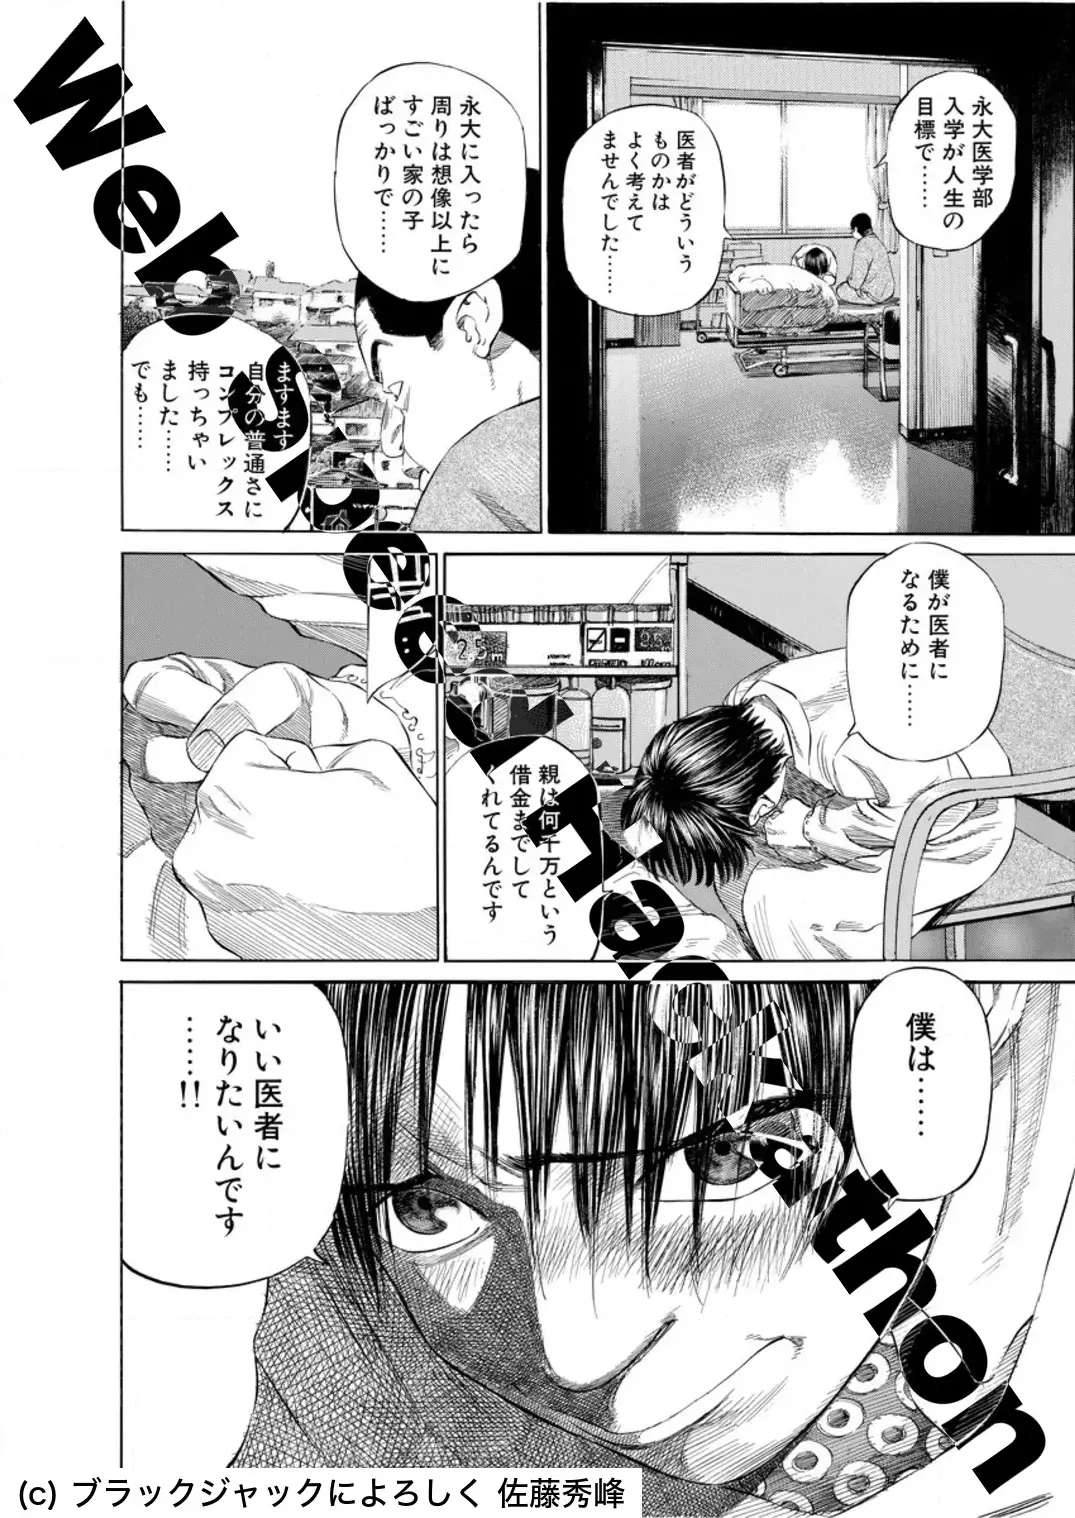 永大医学部
入学が人生の
目標で……
医者がどういう
ものかは
よく考えて
ませんでした……
永大に入ったら
周りは想像以上に
すごい家の子
ばっかりで……
ますます
自分の普通さに
コンプレックス
持っちゃい
ました……
でも……
僕が医者に
なるために……
親は何千万という
借金までして
くれてるんです
僕は……
いい医者に
なりたいんです
……!!
2.5m
Web Hackathon
(c) ブラックジャックによろしく 佐藤秀峰